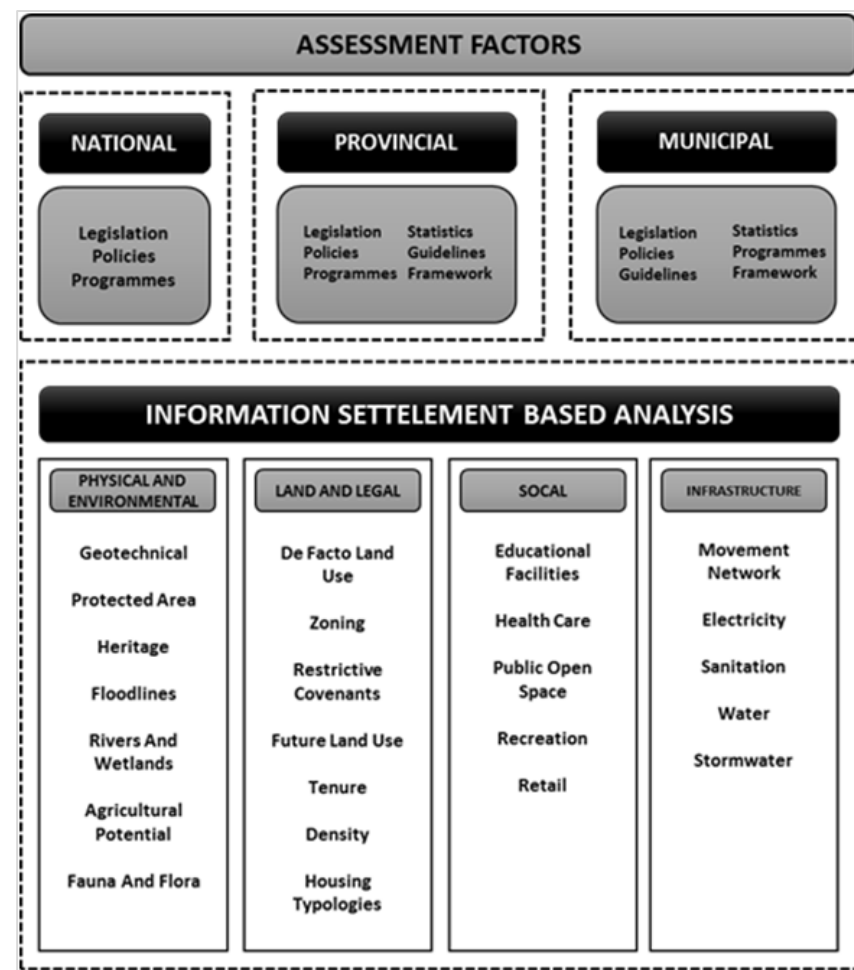 ASSESSMENT FACTORS
NATIONAL
Legislation
Policies
Programmes
PROVINCIAL
Legislation Statistics
Policies Guidelines
Programmes Framework
MUNICIPAL
Legislation Statistics
Policies Programmes
Guidelines Framework
INFORMATION SETTELEMENT BASED ANALYSIS
PHYSICAL AND
ENVIRONMENTAL
Geotechnical
Protected Area
Heritage
Floodlines
Rivers And
Wetlands
Agricultural
Potential
Fauna And Flora
LAND AND LEGAL
De Facto Land
Use
Zoning
Restrictive
Covenants
Future Land Use
Tenure
Density
Housing
Typologies
SOCAL
Educational
Facilities
Health Care
Public Open
Space
Recreation
Retail
INFRASTRUCTURE
Movement
Network
Electricity
Sanitation
Water
Stormwater